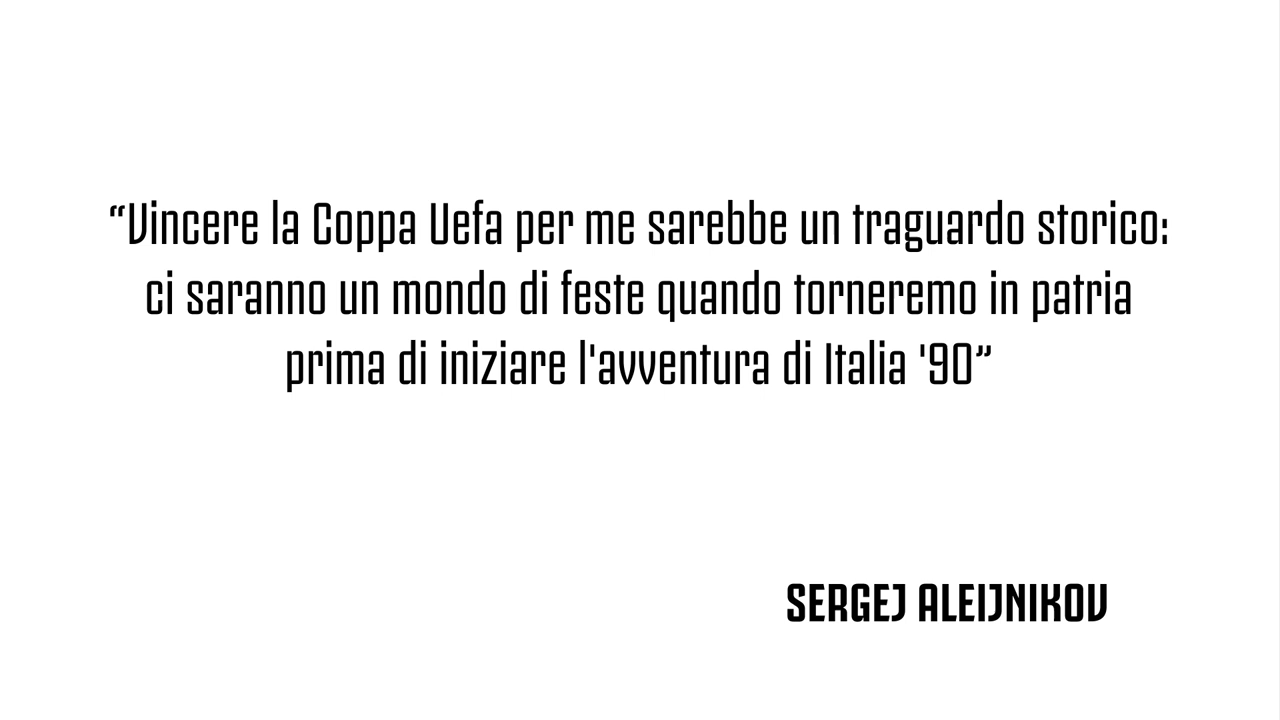 “Vincere la Coppa Uefa per me sarebbe un traguardo storico:
ci saranno un mondo di feste quando torneremo in patria
prima di iniziare l'avventura di Italia '90”
SERGEJ ALEIJNIKOV